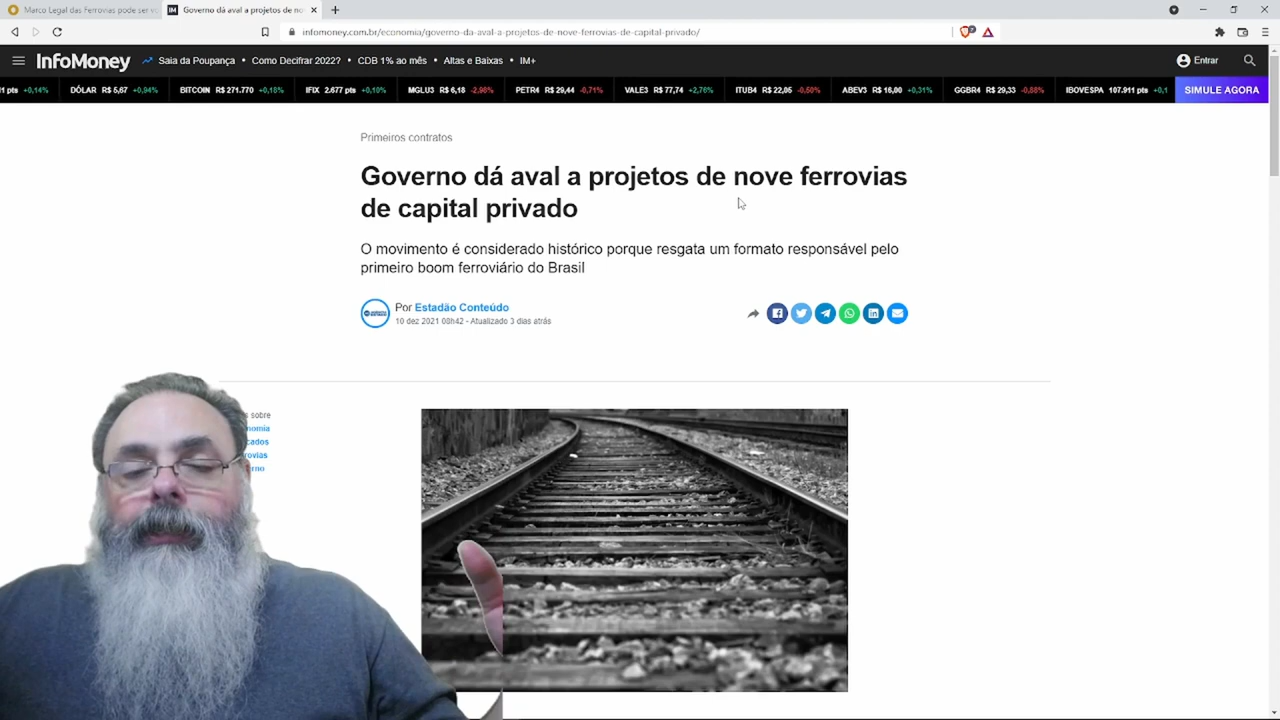 Marco Legal das Ferrovias pode ser vo
Governo dá aval a projetos de no
infomoney.com.br/economia/governo-da-aval-a-projetos-de-nove-ferrovias-de-capital-privado/
InfoMoney Saia da Poupança • Como Decifrar 2022? • CDB 1% ao mês • Altas e Baixas • IM+ Entrar
pts +0,14% DÓLAR R$ 5,67 +0,94% BITCOIN R$ 271.770 +0,18% IFIX 2.677 pts +0,10% MGLU3 R$ 6,18 -2,98% PETR4 R$ 29,44 -0,71% VALE3 R$ 77,74 +2,76% ITUB4 R$ 22,05 -0,50% ABEV3 R$ 16,00 +0,31% GGBR4 R$ 29,33 -0,88% IBOVESPA 107.911 pts +0,1 SIMULE AGORA
Primeiros contratos
Governo dá aval a projetos de nove ferrovias
de capital privado
O movimento é considerado histórico porque resgata um formato responsável pelo
primeiro boom ferroviário do Brasil
Por Estadão Conteúdo
10 dez 2021 08h42 - Atualizado 3 dias atrás
s sobre
nomia
cados
rovias
erno